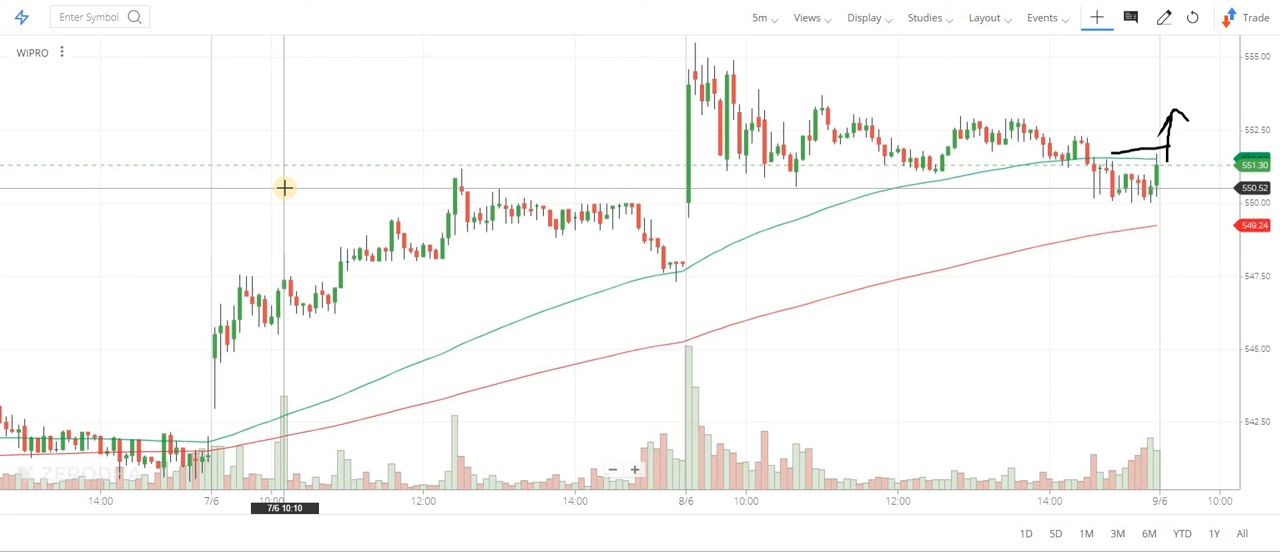 Enter Symbol
5m Views Display Studies Layout Events Trade
WIPRO
555.00
552.50
551.30
550.52
550.00
549.24
547.50
545.00
542.50
ZERODHA
14:00 7/6 10:00 12:00 14:00 8/6 10:00 12:00 14:00 9/6 10:00
7/6 10:10
1D 5D 1M 3M 6M YTD 1Y All